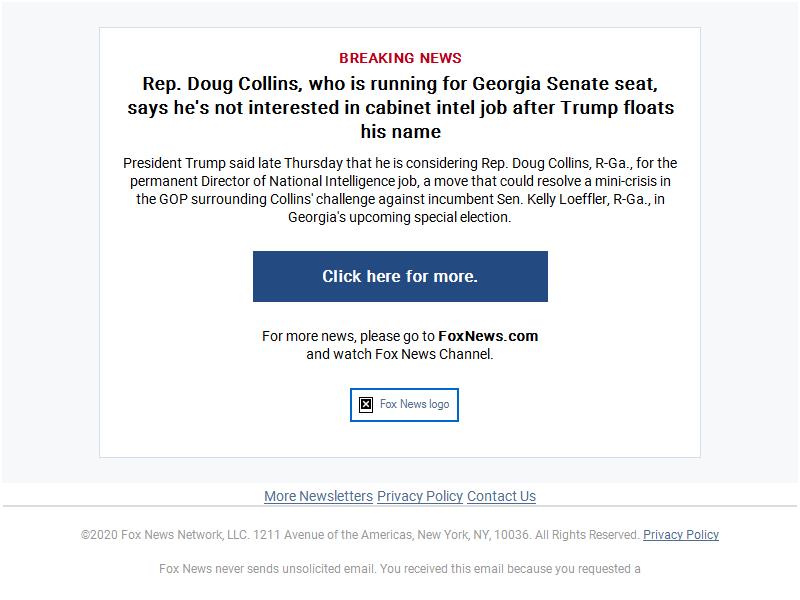 BREAKING NEWS
Rep. Doug Collins, who is running for Georgia Senate seat,
says he's not interested in cabinet intel job after Trump floats
his name
President Trump said late Thursday that he is considering Rep. Doug Collins, R-Ga., for the
permanent Director of National Intelligence job, a move that could resolve a mini-crisis in
the GOP surrounding Collins' challenge against incumbent Sen. Kelly Loeffler, R-Ga., in
Georgia's upcoming special election.
Click here for more.
For more news, please go to FoxNews.com
and watch Fox News Channel.
Fox News logo
More Newsletters Privacy Policy Contact Us
©2020 Fox News Network, LLC. 1211 Avenue of the Americas, New York, NY, 10036. All Rights Reserved. Privacy Policy
Fox News never sends unsolicited email. You received this email because you requested a